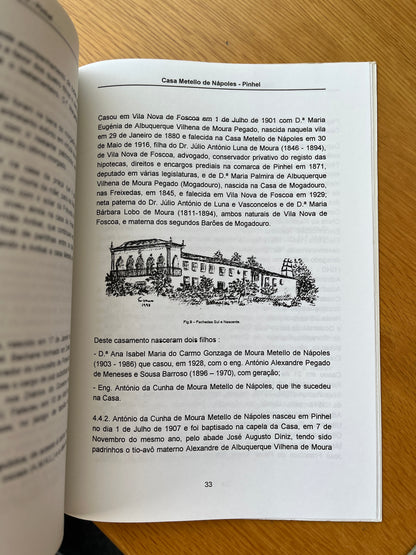 Casa Metello de Nápoles - Pinhel
Casou em Vila Nova de Foscoa em 1 de Julho de 1901 com D.ª Maria
Eugénia de Albuquerque Vilhena de Moura Pegado, nascida naquela vila
em 29 de Janeiro de 1880 e falecida na Casa Metello de Nápoles em 30
de Maio de 1916, filha do Dr. Júlio António Luna de Moura (1846 - 1894),
de Vila Nova de Foscoa, advogado, conservador privativo do registo das
hipotecas, direitos e encargos prediais na comarca de Pinhel em 1871,
deputado em várias legislaturas, e de D.ª Maria Palmira de Albuquerque
Vilhena de Moura Pegado (Mogadouro), nascida na Casa de Mogadouro,
nas Freixedas, em 1845, e falecida em Vila Nova de Foscoa em 1929,
neta paterna do Dr. Júlio António de Luna e Vasconcelos e de D.ª Maria
Bárbara Lobo de Moura (1811-1894), ambos naturais de Vila Nova de
Foscoa, e materna dos segundos Barões de Mogadouro.
Fig.9 – Fachadas Sul e Nascente.
Deste casamento nasceram dois filhos :
- D.ª Ana Isabel Maria do Carmo Gonzaga de Moura Metello de Nápoles
(1903 - 1986) que casou, em 1928, com o eng. António Alexandre Pegado
de Meneses e Sousa Barroso (1896 – 1970), com geração;
- Eng. António da Cunha de Moura Metello de Nápoles, que lhe sucedeu
na Casa.
4.4.2. António da Cunha de Moura Metello de Nápoles nasceu em Pinhel
no dia 1 de Julho de 1907 e foi baptisado na capela da Casa, em 7 de
Novembro do mesmo ano, pelo abade José Augusto Diniz, tendo sido
padrinhos o tio-avô materno Alexandre de Albuquerque Vilhena de Moura
33